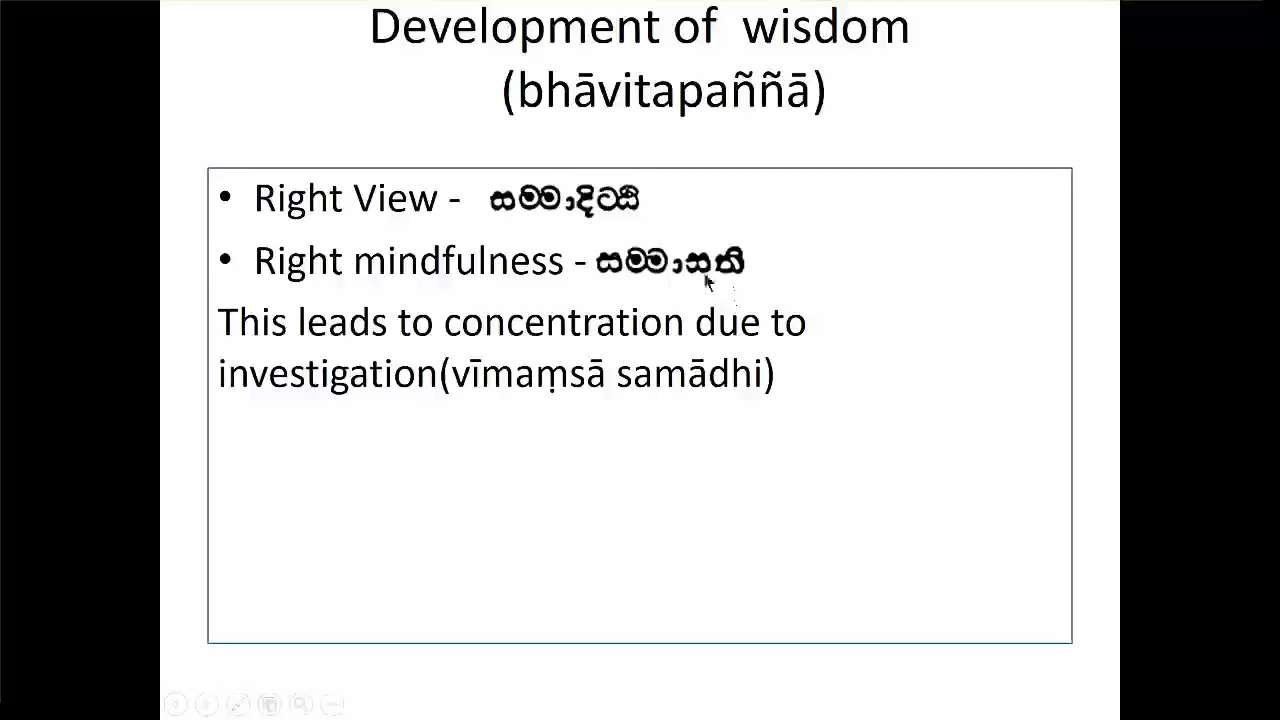 Development of wisdom
(bhāvitapaññā)
• Right View - සම්මාදිට්ඨි
• Right mindfulness - සම්මාසති
This leads to concentration due to
investigation(vīmaṃsā samādhi)